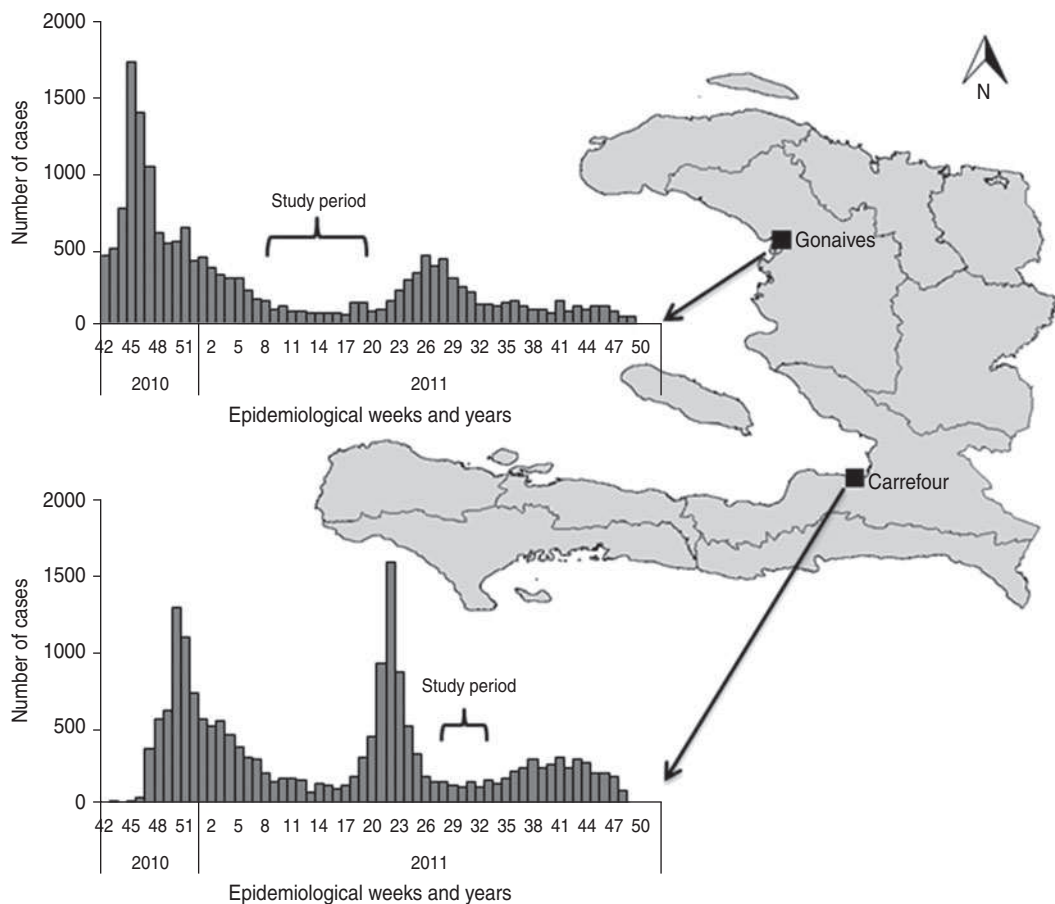 2000
1500
1000
500
0
Number of cases
Study period
42 45 48 51 2 5 8 11 14 17 20 23 26 29 32 35 38 41 44 47 50
2010 2011
Epidemiological weeks and years
N
Gonaives
Carrefour
2000
1500
1000
500
0
Number of cases
Study period
42 45 48 51 2 5 8 11 14 17 20 23 26 29 32 35 38 41 44 47 50
2010 2011
Epidemiological weeks and years